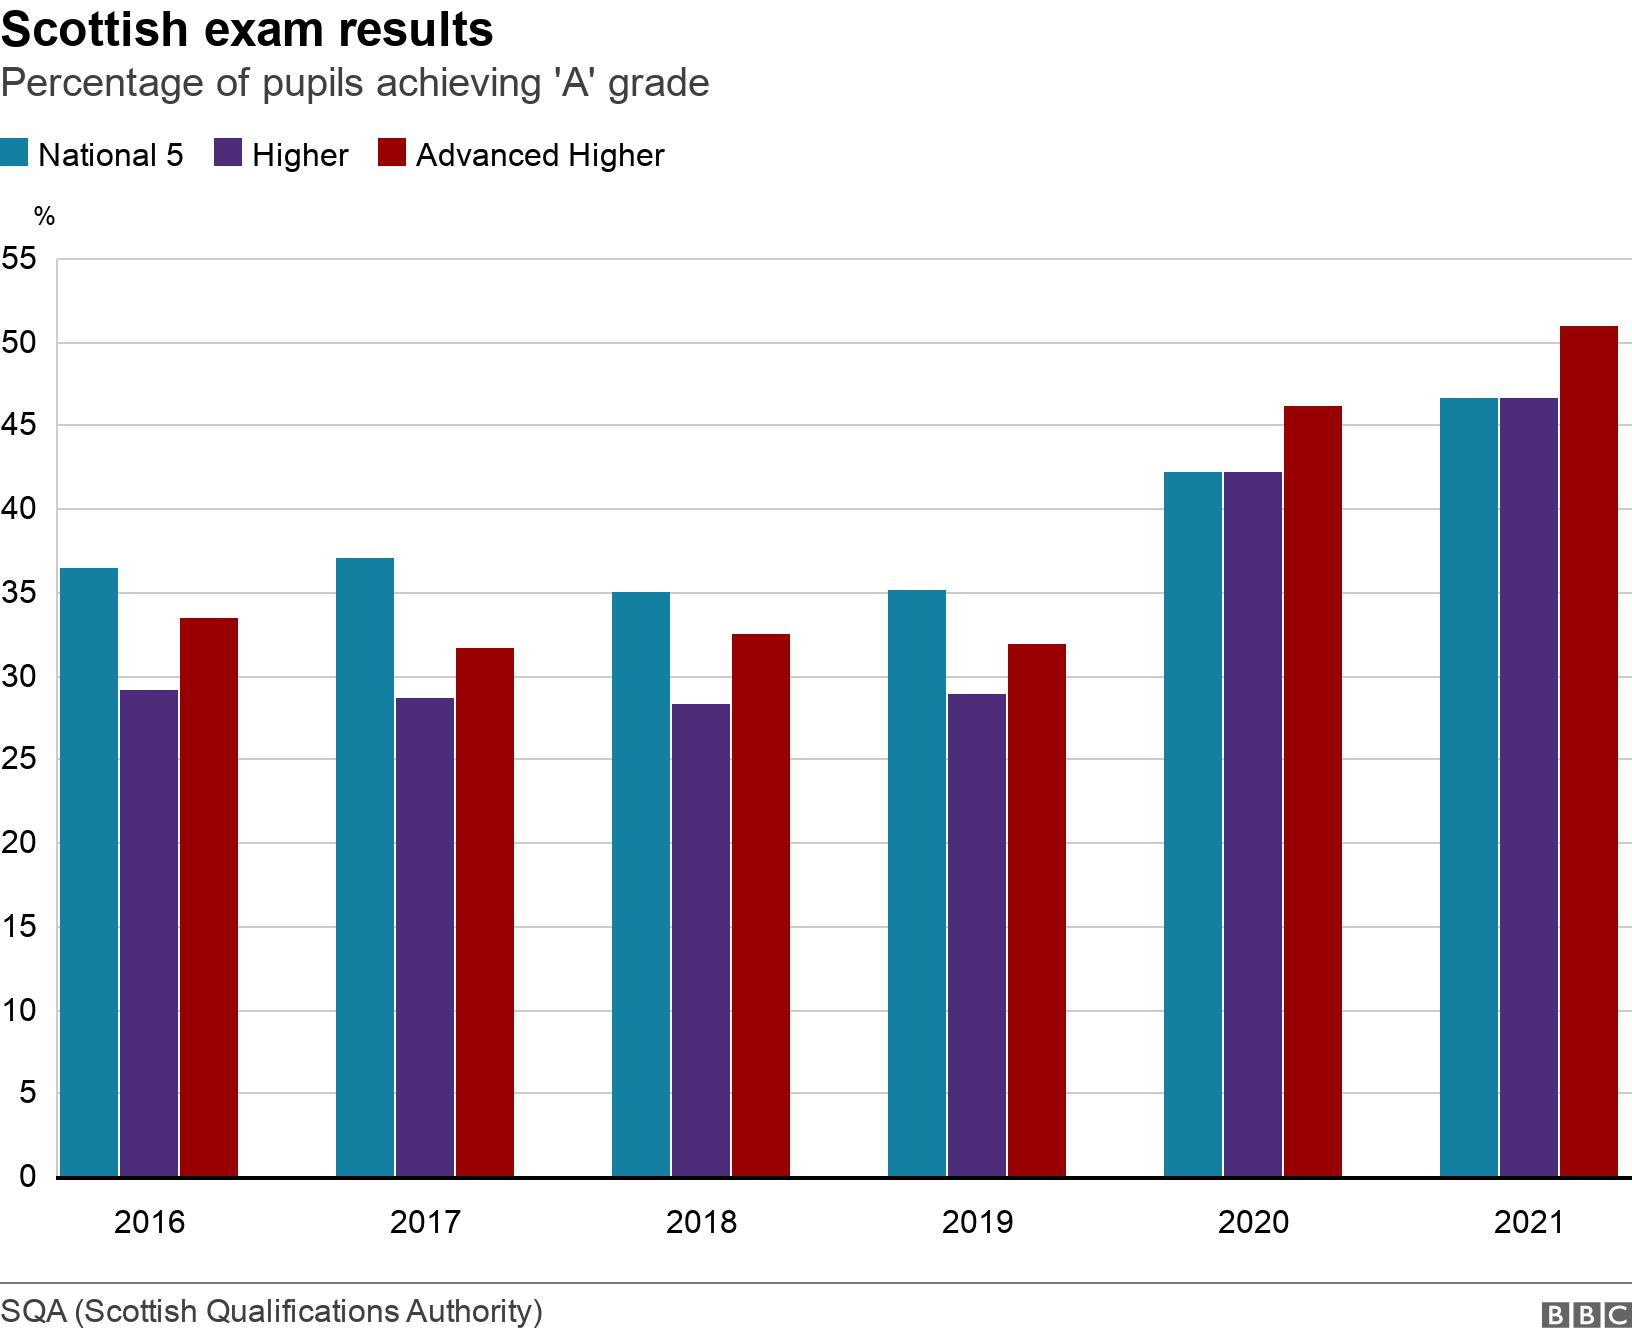 Scottish exam results
Percentage of pupils achieving 'A' grade
National 5 Higher Advanced Higher
%
55
50
45
40
35
30
25
20
15
10
5
0
2016 2017 2018 2019 2020 2021
SQA (Scottish Qualifications Authority)
BBC